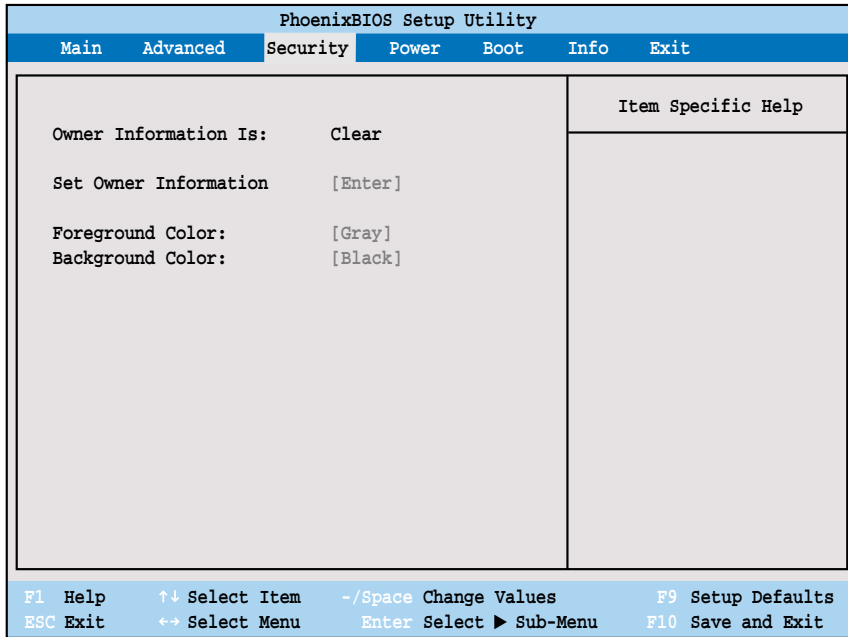 PhoenixBIOS Setup Utility
Main Advanced Security Power Boot Info Exit
Item Specific Help
Owner Information Is: Clear
Set Owner Information [Enter]
Foreground Color: [Gray]
Background Color: [Black]
F1 Help ↑↓ Select Item -/Space Change Values F9 Setup Defaults
ESC Exit ←→ Select Menu Enter Select ▶ Sub-Menu F10 Save and Exit